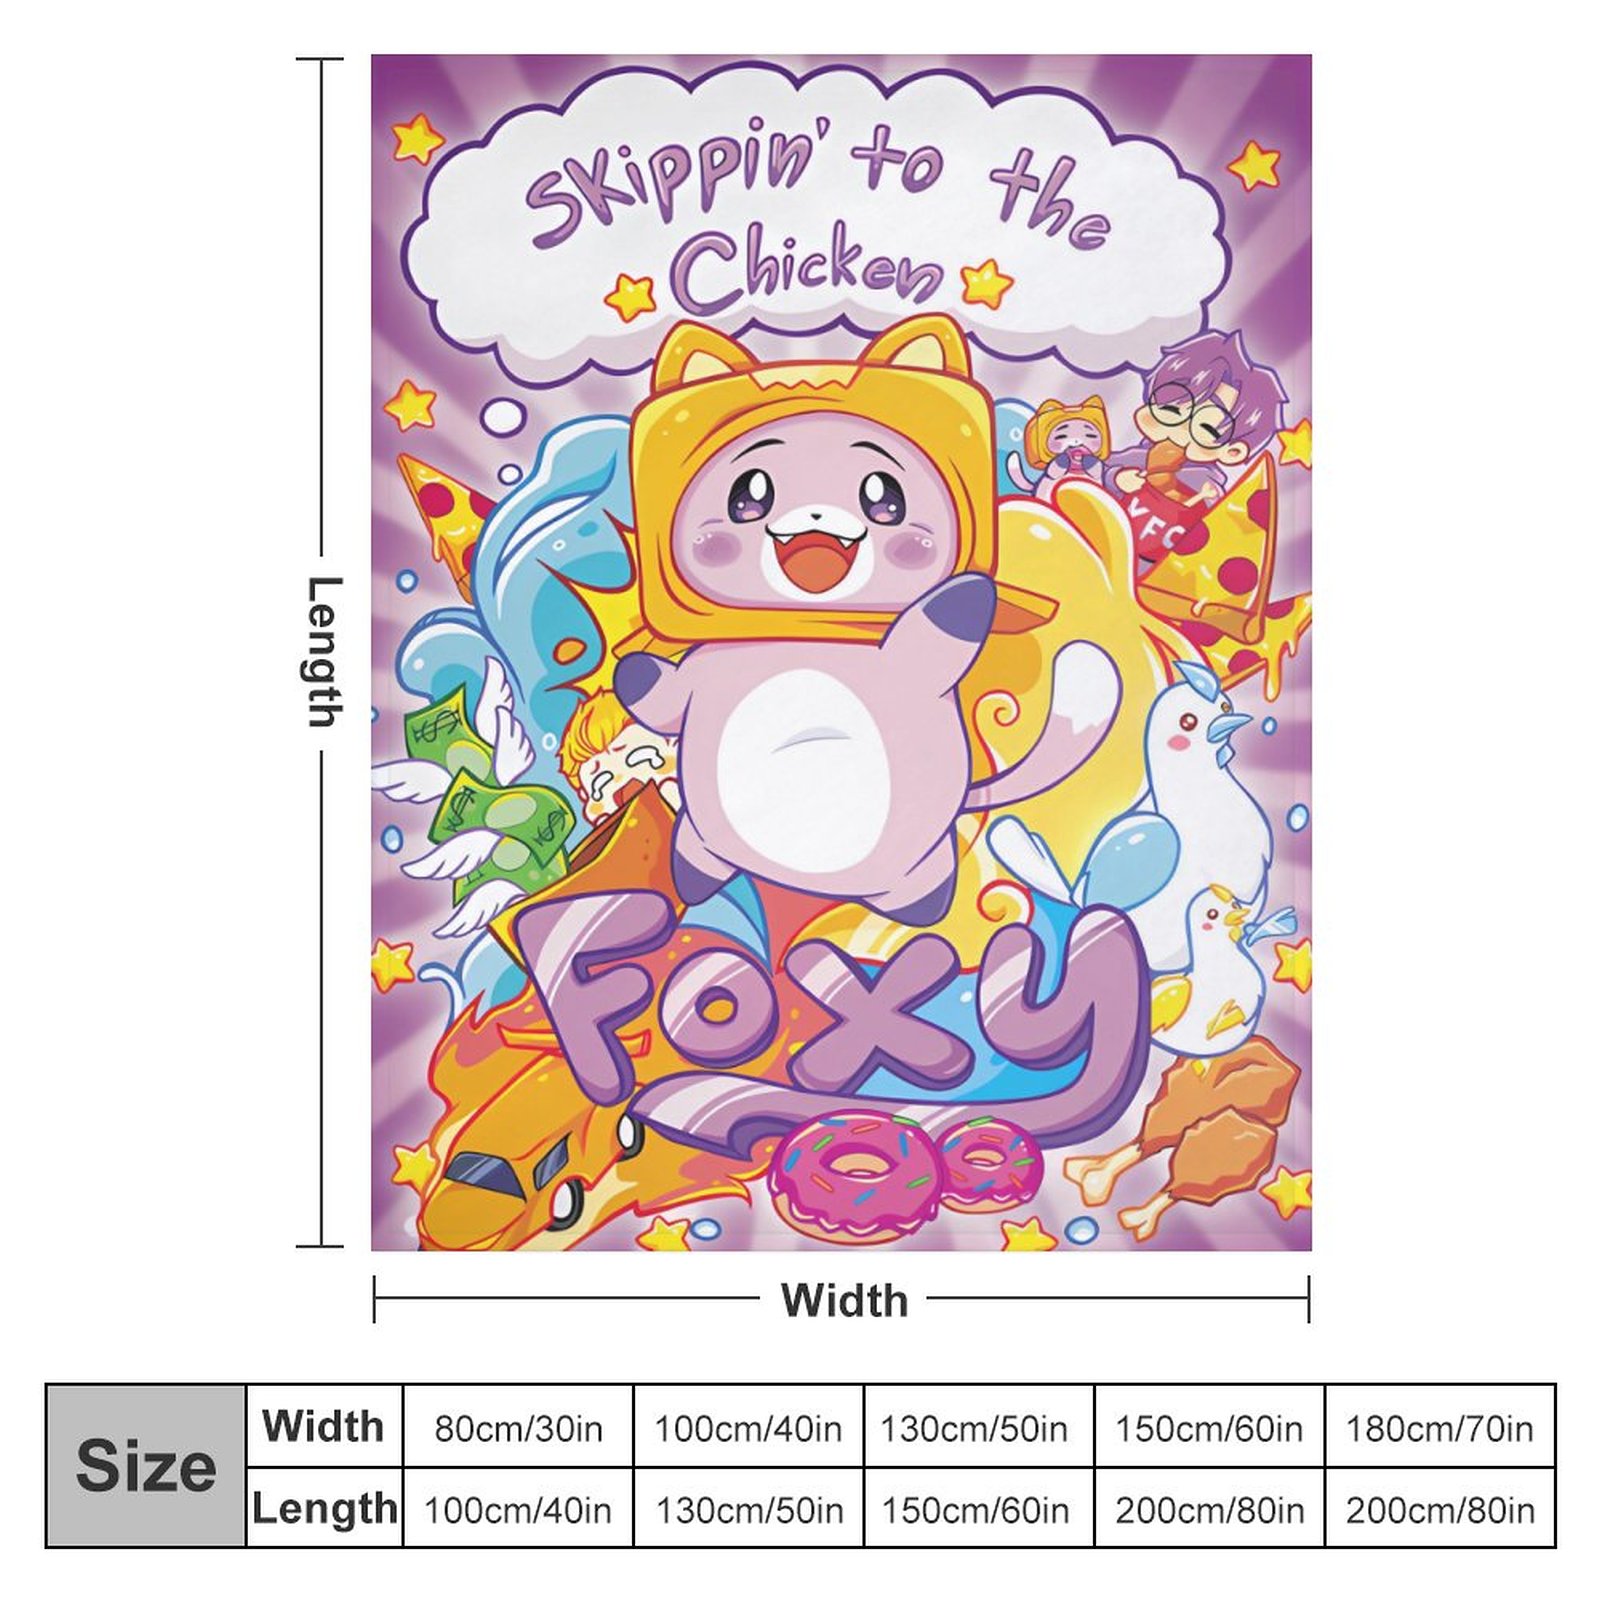 Skippin' to the
Chicken
YFC
Foxy
Length
Width
Size
Width 80cm/30in 100cm/40in 130cm/50in 150cm/60in 180cm/70in
Length 100cm/40in 130cm/50in 150cm/60in 200cm/80in 200cm/80in